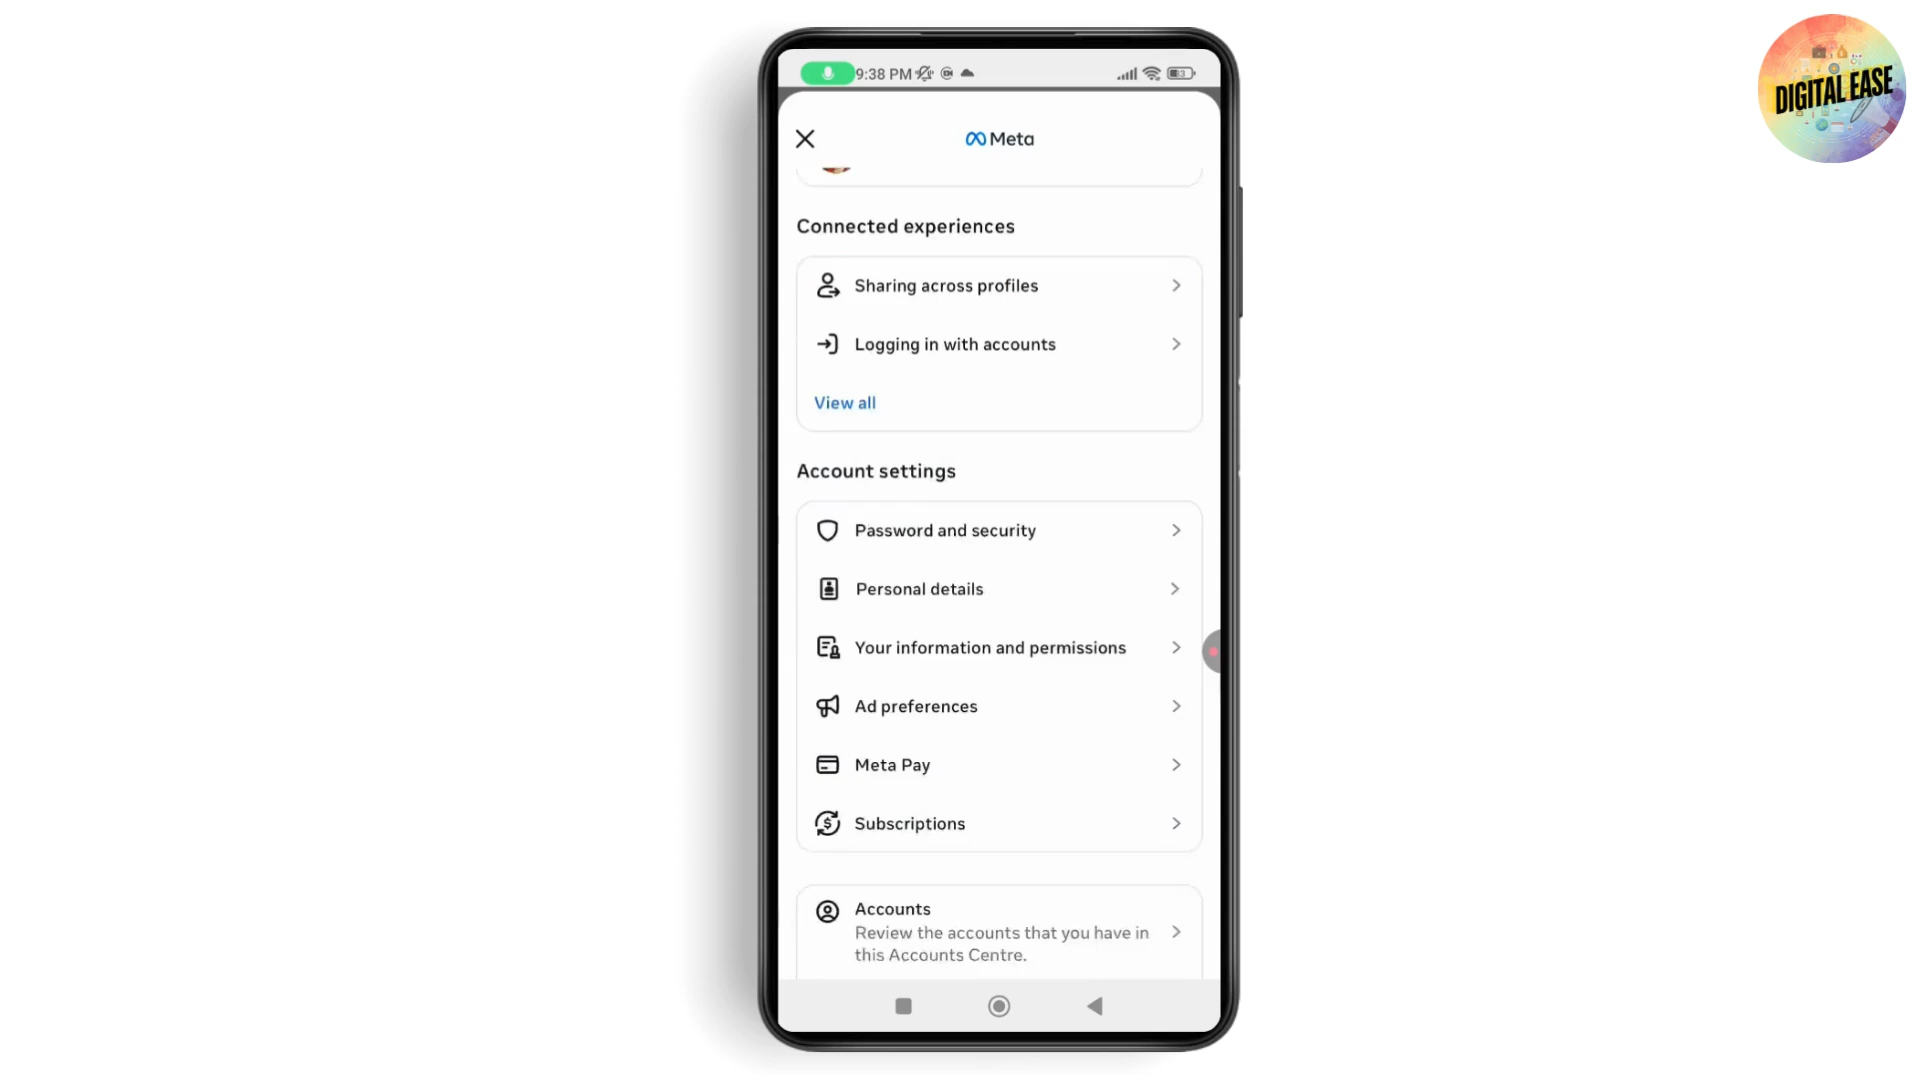 DIGITAL EASE
9:38 PM
83
Meta
Connected experiences
Sharing across profiles
Logging in with accounts
View all
Account settings
Password and security
Personal details
Your information and permissions
Ad preferences
Meta Pay
Subscriptions
Accounts
Review the accounts that you have in
this Accounts Centre.